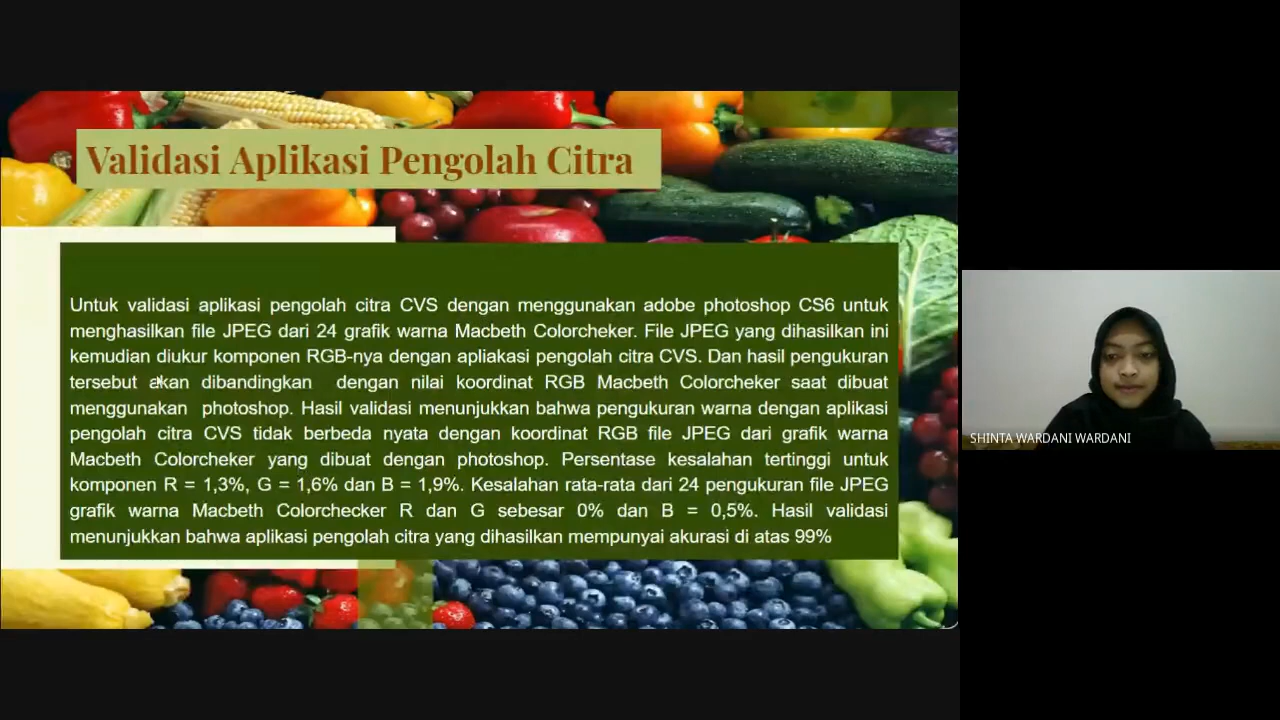 Validasi Aplikasi Pengolah Citra
Untuk validasi aplikasi pengolah citra CVS dengan menggunakan adobe photoshop CS6 untuk
menghasilkan file JPEG dari 24 grafik warna Macbeth Colorcheker. File JPEG yang dihasilkan ini
kemudian diukur komponen RGB-nya dengan apliakasi pengolah citra CVS. Dan hasil pengukuran
tersebut akan dibandingkan dengan nilai koordinat RGB Macbeth Colorcheker saat dibuat
menggunakan photoshop. Hasil validasi menunjukkan bahwa pengukuran warna dengan aplikasi
pengolah citra CVS tidak berbeda nyata dengan koordinat RGB file JPEG dari grafik warna
Macbeth Colorcheker yang dibuat dengan photoshop. Persentase kesalahan tertinggi untuk
komponen R = 1,3%, G = 1,6% dan B = 1,9%. Kesalahan rata-rata dari 24 pengukuran file JPEG
grafik warna Macbeth Colorchecker R dan G sebesar 0% dan B = 0,5%. Hasil validasi
menunjukkan bahwa aplikasi pengolah citra yang dihasilkan mempunyai akurasi di atas 99%
SHINTA WARDANI WARDANI